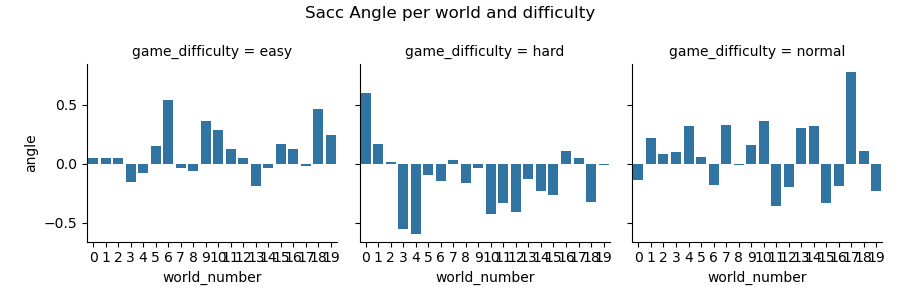 Sacc Angle per world and difficulty
game_difficulty = easy
game_difficulty = hard
game_difficulty = normal
angle
0.5
0.0
−0.5
0 1 2 3 4 5 6 7 8 9 10 11 12 13 14 15 16 17 18 19
0 1 2 3 4 5 6 7 8 9 10 11 12 13 14 15 16 17 18 19
0 1 2 3 4 5 6 7 8 9 10 11 12 13 14 15 16 17 18 19
world_number
world_number
world_number